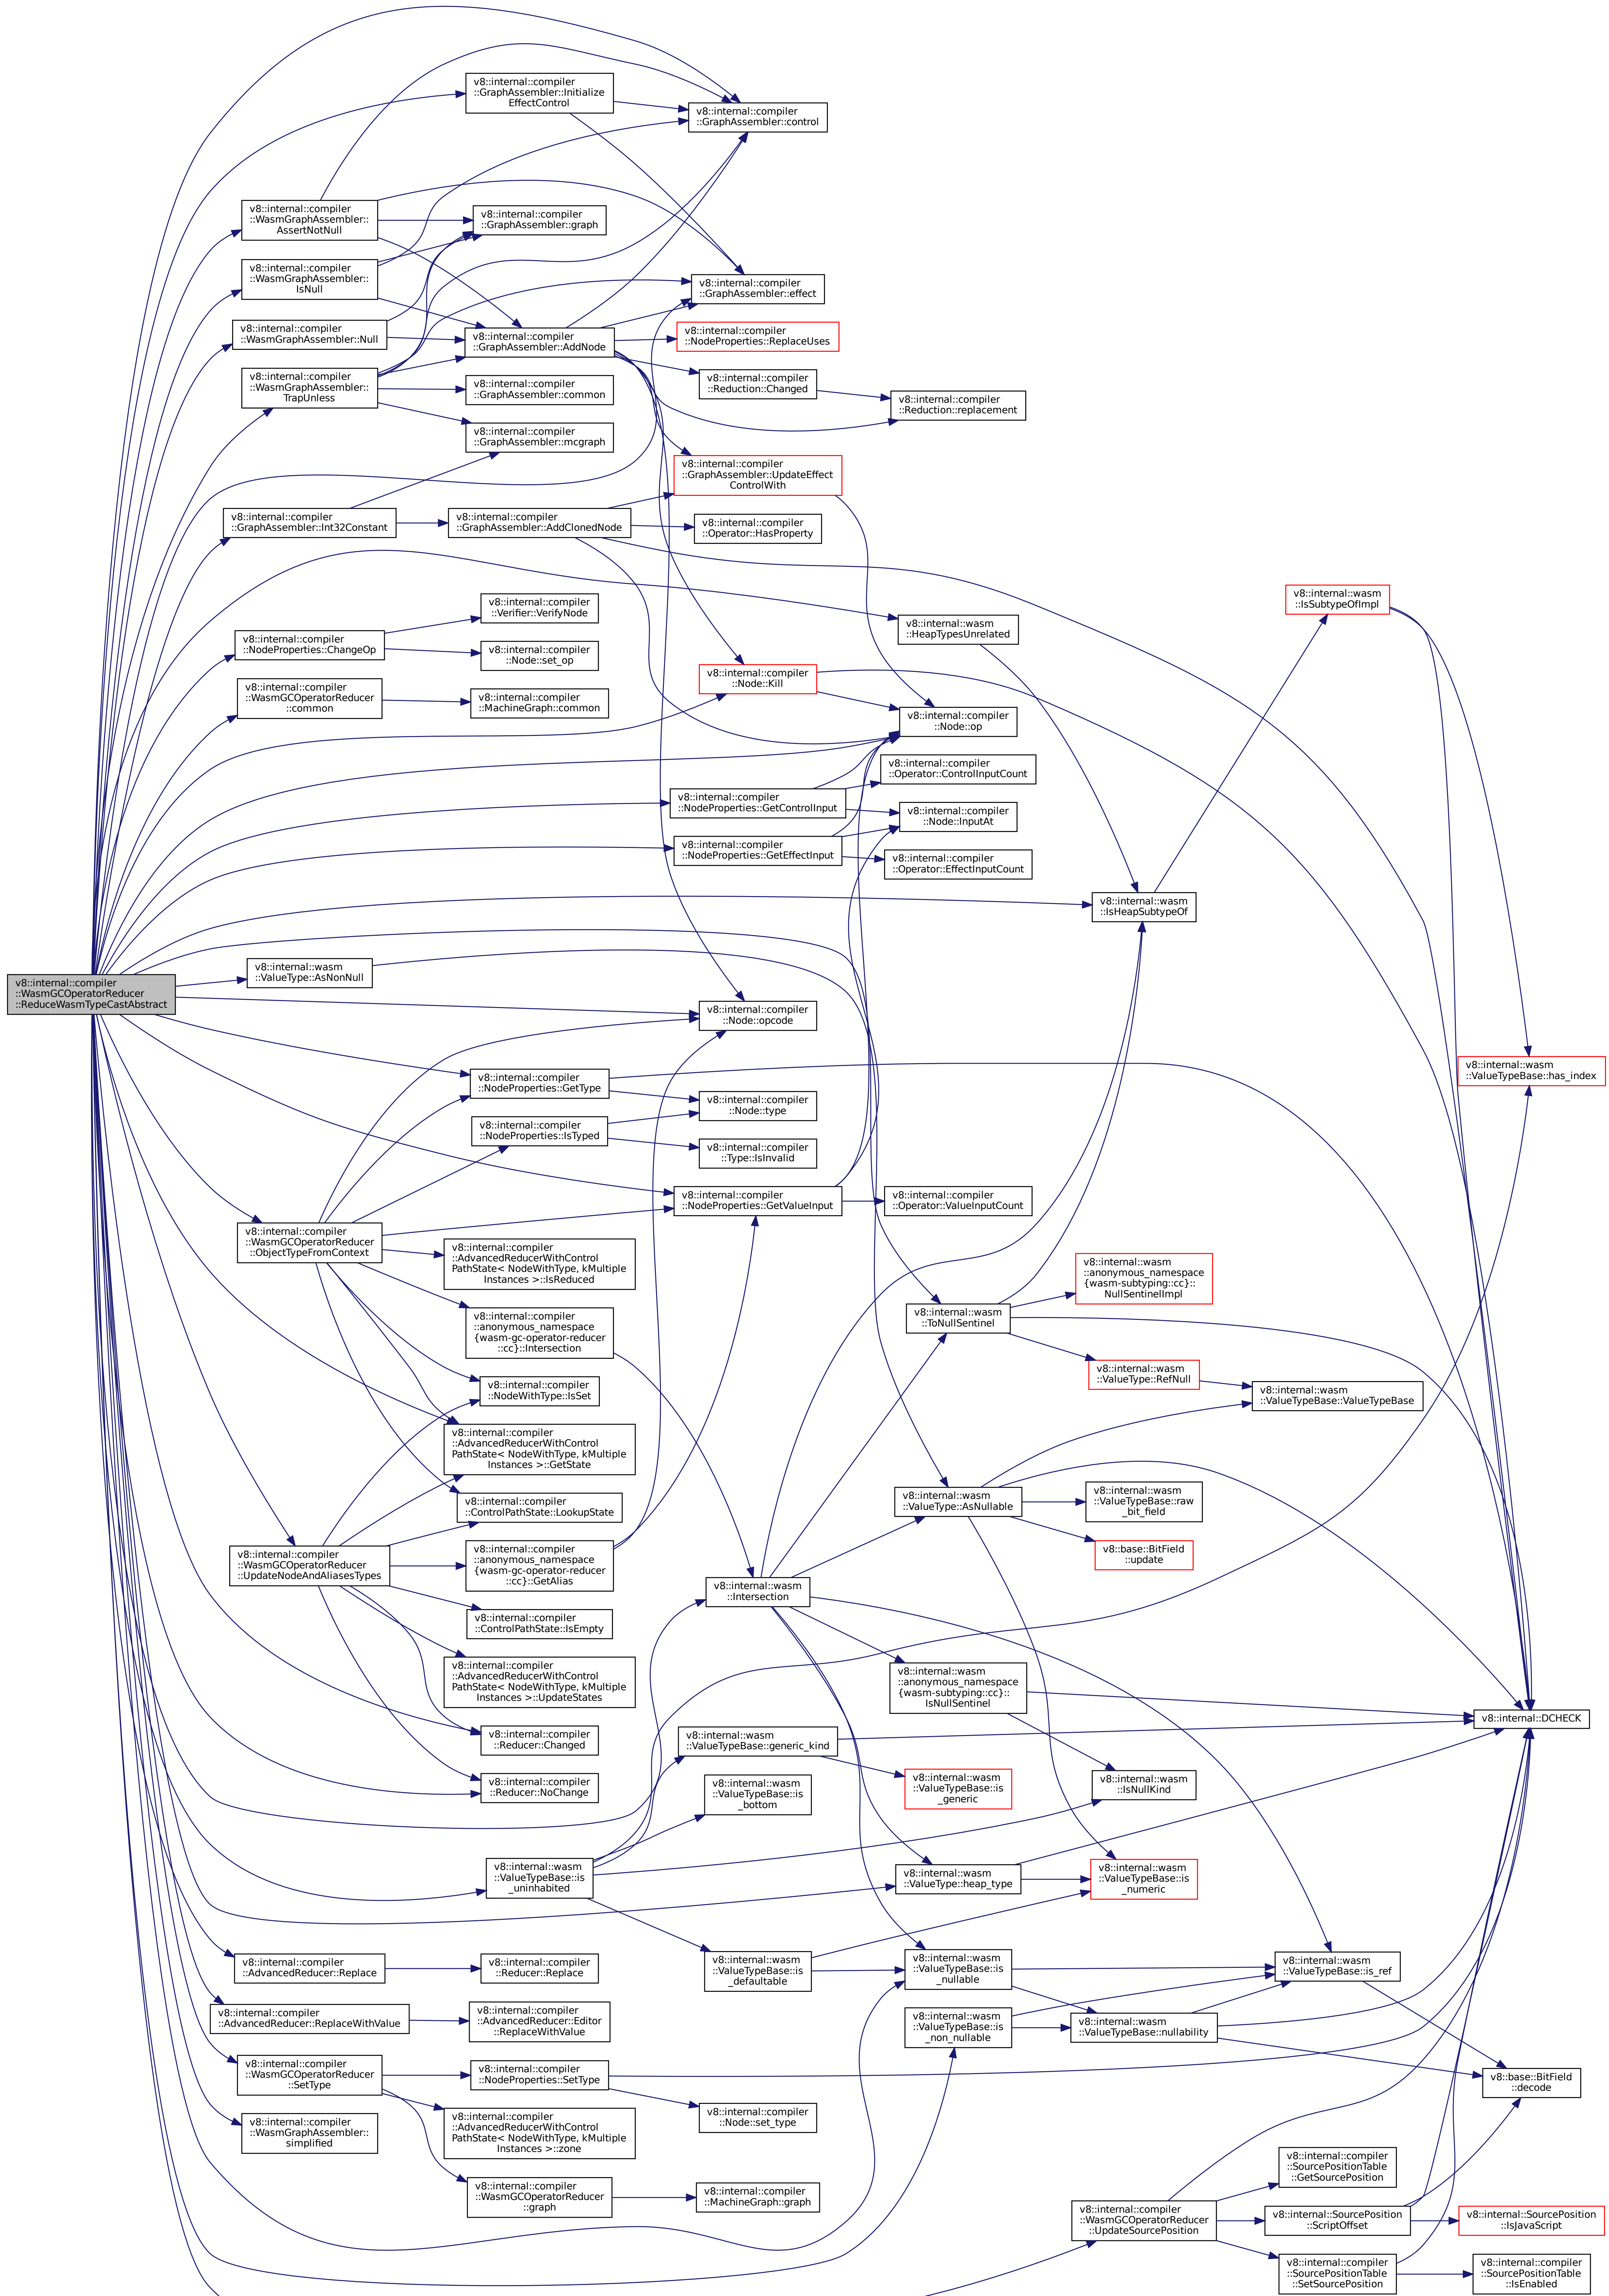 v8::internal::compiler
::WasmGCOperatorReducer
::ReduceWasmTypeCastAbstract
v8::internal::compiler
::GraphAssembler::Initialize
EffectControl
v8::internal::compiler
::GraphAssembler::control
v8::internal::compiler
::WasmGraphAssembler::
AssertNotNull
v8::internal::compiler
::GraphAssembler::graph
v8::internal::compiler
::WasmGraphAssembler::
IsNull
v8::internal::compiler
::GraphAssembler::effect
v8::internal::compiler
::WasmGraphAssembler::Null
v8::internal::compiler
::GraphAssembler::AddNode
v8::internal::compiler
::NodeProperties::ReplaceUses
v8::internal::compiler
::WasmGraphAssembler::
TrapUnless
v8::internal::compiler
::GraphAssembler::common
v8::internal::compiler
::Reduction::Changed
v8::internal::compiler
::Reduction::replacement
v8::internal::compiler
::GraphAssembler::mcgraph
v8::internal::compiler
::GraphAssembler::UpdateEffect
ControlWith
v8::internal::compiler
::GraphAssembler::Int32Constant
v8::internal::compiler
::GraphAssembler::AddClonedNode
v8::internal::compiler
::Operator::HasProperty
v8::internal::wasm
::IsSubtypeOfImpl
v8::internal::compiler
::Verifier::VerifyNode
v8::internal::wasm
::HeapTypesUnrelated
v8::internal::compiler
::NodeProperties::ChangeOp
v8::internal::compiler
::Node::set_op
v8::internal::compiler
::Node::Kill
v8::internal::compiler
::WasmGCOperatorReducer
::common
v8::internal::compiler
::MachineGraph::common
v8::internal::compiler
::Node::op
v8::internal::compiler
::Operator::ControlInputCount
v8::internal::compiler
::NodeProperties::GetControlInput
v8::internal::compiler
::Node::InputAt
v8::internal::compiler
::NodeProperties::GetEffectInput
v8::internal::compiler
::Operator::EffectInputCount
v8::internal::wasm
::IsHeapSubtypeOf
v8::internal::wasm
::ValueType::AsNonNull
v8::internal::compiler
::Node::opcode
v8::internal::wasm
::ValueTypeBase::has_index
v8::internal::compiler
::NodeProperties::GetType
v8::internal::compiler
::Node::type
v8::internal::compiler
::NodeProperties::IsTyped
v8::internal::compiler
::Type::IsInvalid
v8::internal::compiler
::NodeProperties::GetValueInput
v8::internal::compiler
::Operator::ValueInputCount
v8::internal::compiler
::WasmGCOperatorReducer
::ObjectTypeFromContext
v8::internal::compiler
::AdvancedReducerWithControl
PathState< NodeWithType, kMultiple
Instances >::IsReduced
v8::internal::wasm
::anonymous_namespace
{wasm-subtyping::cc}::
NullSentinelImpl
v8::internal::wasm
::ToNullSentinel
v8::internal::compiler
::anonymous_namespace
{wasm-gc-operator-reducer
::cc}::Intersection
v8::internal::wasm
::ValueType::RefNull
v8::internal::compiler
::NodeWithType::IsSet
v8::internal::wasm
::ValueTypeBase::ValueTypeBase
v8::internal::compiler
::AdvancedReducerWithControl
PathState< NodeWithType, kMultiple
Instances >::GetState
v8::internal::wasm
::ValueType::AsNullable
v8::internal::wasm
::ValueTypeBase::raw
_bit_field
v8::internal::compiler
::ControlPathState::LookupState
v8::base::BitField
::update
v8::internal::compiler
::WasmGCOperatorReducer
::UpdateNodeAndAliasesTypes
v8::internal::compiler
::anonymous_namespace
{wasm-gc-operator-reducer
::cc}::GetAlias
v8::internal::wasm
::Intersection
v8::internal::compiler
::ControlPathState::IsEmpty
v8::internal::compiler
::AdvancedReducerWithControl
PathState< NodeWithType, kMultiple
Instances >::UpdateStates
v8::internal::wasm
::anonymous_namespace
{wasm-subtyping::cc}::
IsNullSentinel
v8::internal::DCHECK
v8::internal::compiler
::Reducer::Changed
v8::internal::wasm
::ValueTypeBase::generic_kind
v8::internal::compiler
::Reducer::NoChange
v8::internal::wasm
::ValueTypeBase::is
_bottom
v8::internal::wasm
::ValueTypeBase::is
_generic
v8::internal::wasm
::IsNullKind
v8::internal::wasm
::ValueTypeBase::is
_uninhabited
v8::internal::wasm
::ValueType::heap_type
v8::internal::wasm
::ValueTypeBase::is
_numeric
v8::internal::compiler
::AdvancedReducer::Replace
v8::internal::compiler
::Reducer::Replace
v8::internal::wasm
::ValueTypeBase::is
_defaultable
v8::internal::wasm
::ValueTypeBase::is
_nullable
v8::internal::wasm
::ValueTypeBase::is_ref
v8::internal::compiler
::AdvancedReducer::ReplaceWithValue
v8::internal::compiler
::AdvancedReducer::Editor
::ReplaceWithValue
v8::internal::wasm
::ValueTypeBase::is
_non_nullable
v8::internal::wasm
::ValueTypeBase::nullability
v8::internal::compiler
::WasmGCOperatorReducer
::SetType
v8::internal::compiler
::NodeProperties::SetType
v8::base::BitField
::decode
v8::internal::compiler
::WasmGraphAssembler::
simplified
v8::internal::compiler
::AdvancedReducerWithControl
PathState< NodeWithType, kMultiple
Instances >::zone
v8::internal::compiler
::Node::set_type
v8::internal::compiler
::WasmGCOperatorReducer
::graph
v8::internal::compiler
::MachineGraph::graph
v8::internal::compiler
::SourcePositionTable
::GetSourcePosition
v8::internal::compiler
::WasmGCOperatorReducer
::UpdateSourcePosition
v8::internal::SourcePosition
::ScriptOffset
v8::internal::SourcePosition
::IsJavaScript
v8::internal::compiler
::SourcePositionTable
::SetSourcePosition
v8::internal::compiler
::SourcePositionTable
::IsEnabled